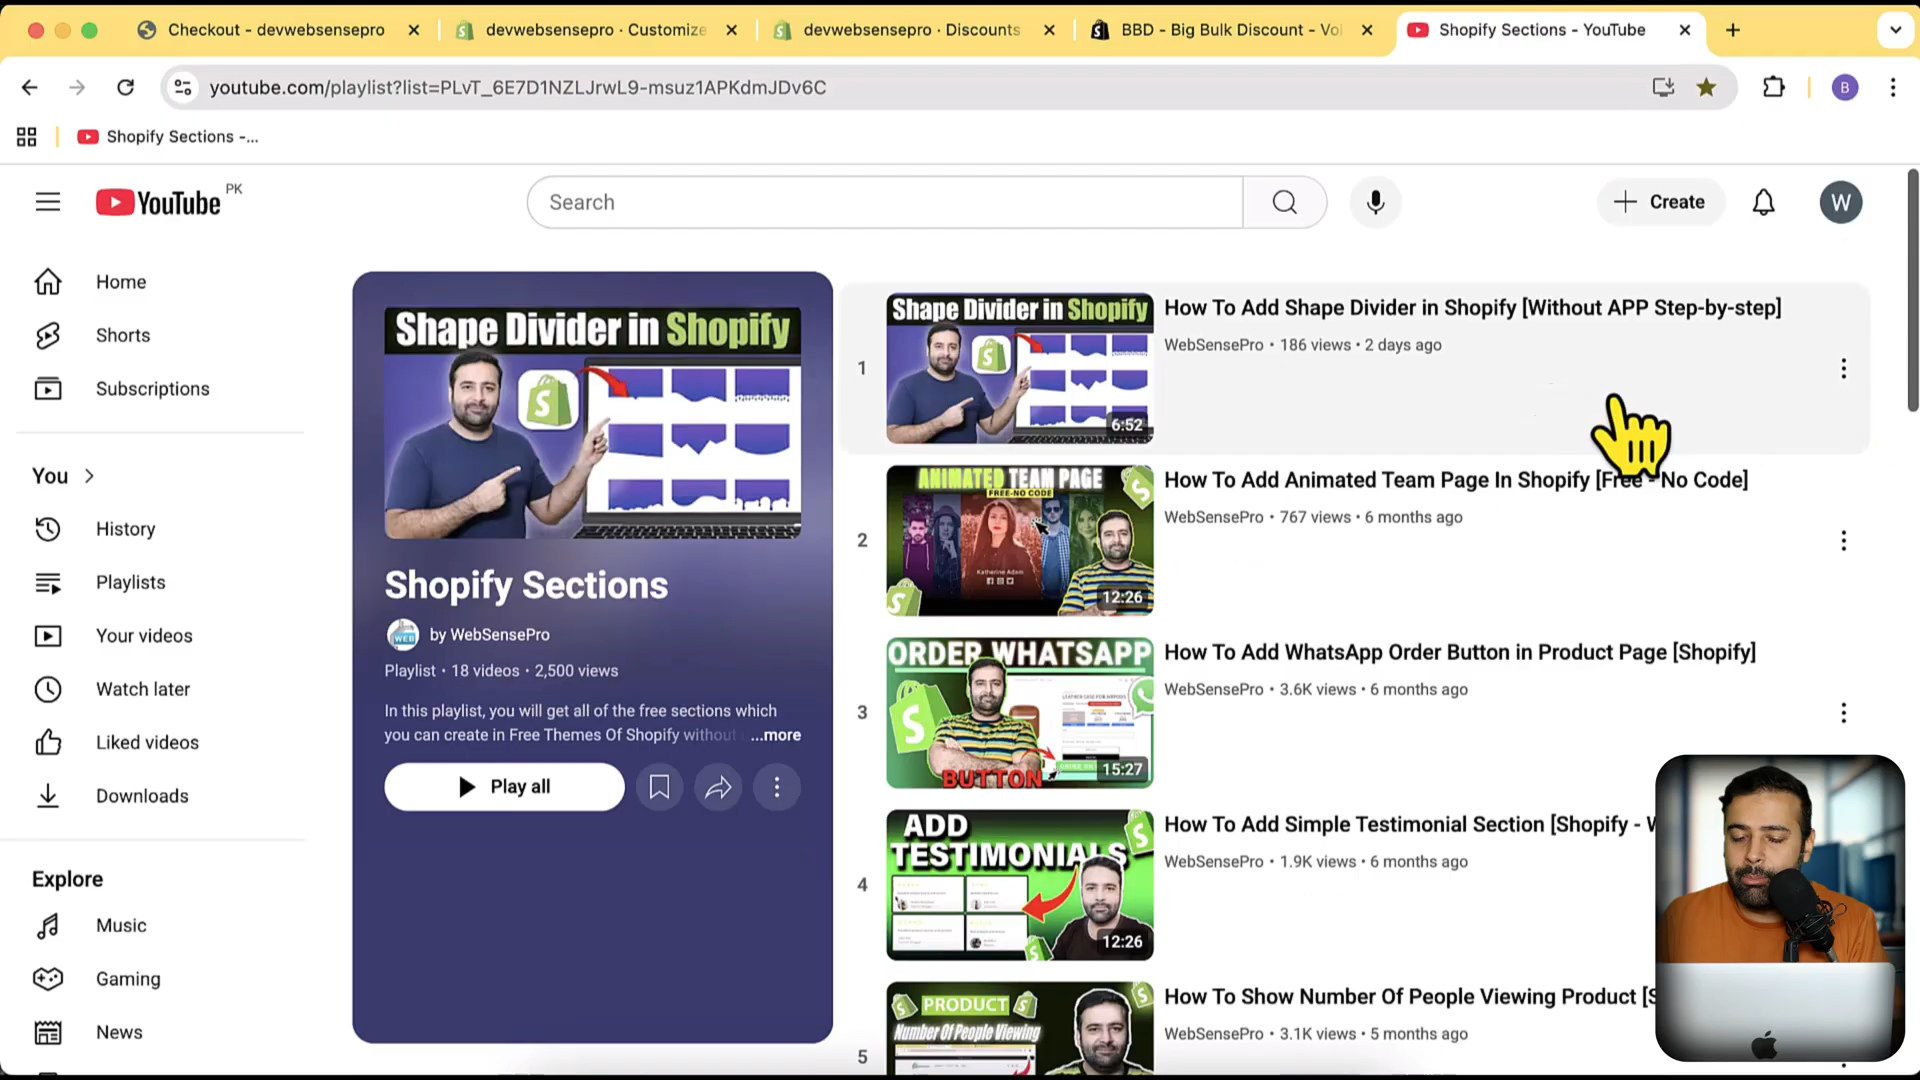 Checkout - devwebsensepro
devwebsensepro · Customize
devwebsensepro · Discounts
BBD - Big Bulk Discount - Vol
Shopify Sections - YouTube
youtube.com/playlist?list=PLvT_6E7D1NZLJrwL9-msuz1APKdmJDv6C
B
Shopify Sections -...
YouTube PK
Search
Create
W
Home
Shorts
Subscriptions
You
History
Playlists
Your videos
Watch later
Liked videos
Downloads
Explore
Music
Gaming
News
Shape Divider in Shopify
Shopify Sections
WEB
by WebSensePro
Playlist • 18 videos • 2,500 views
In this playlist, you will get all of the free sections which
you can create in Free Themes Of Shopify without ...more
Play all
1
Shape Divider in Shopify
6:52
How To Add Shape Divider in Shopify [Without APP Step-by-step]
WebSensePro • 186 views • 2 days ago
2
ANIMATED TEAM PAGE
FREE-NO CODE
Katherine Adam
12:26
How To Add Animated Team Page In Shopify [Free - No Code]
WebSensePro • 767 views • 6 months ago
3
ORDER WHATSAPP
BUTTON
15:27
How To Add WhatsApp Order Button in Product Page [Shopify]
WebSensePro • 3.6K views • 6 months ago
4
ADD
TESTIMONIALS
12:26
How To Add Simple Testimonial Section [Shopify -
WebSensePro • 1.9K views • 6 months ago
5
PRODUCT
Number Of People Viewing
How To Show Number Of People Viewing Product [S
WebSensePro • 3.1K views • 5 months ago